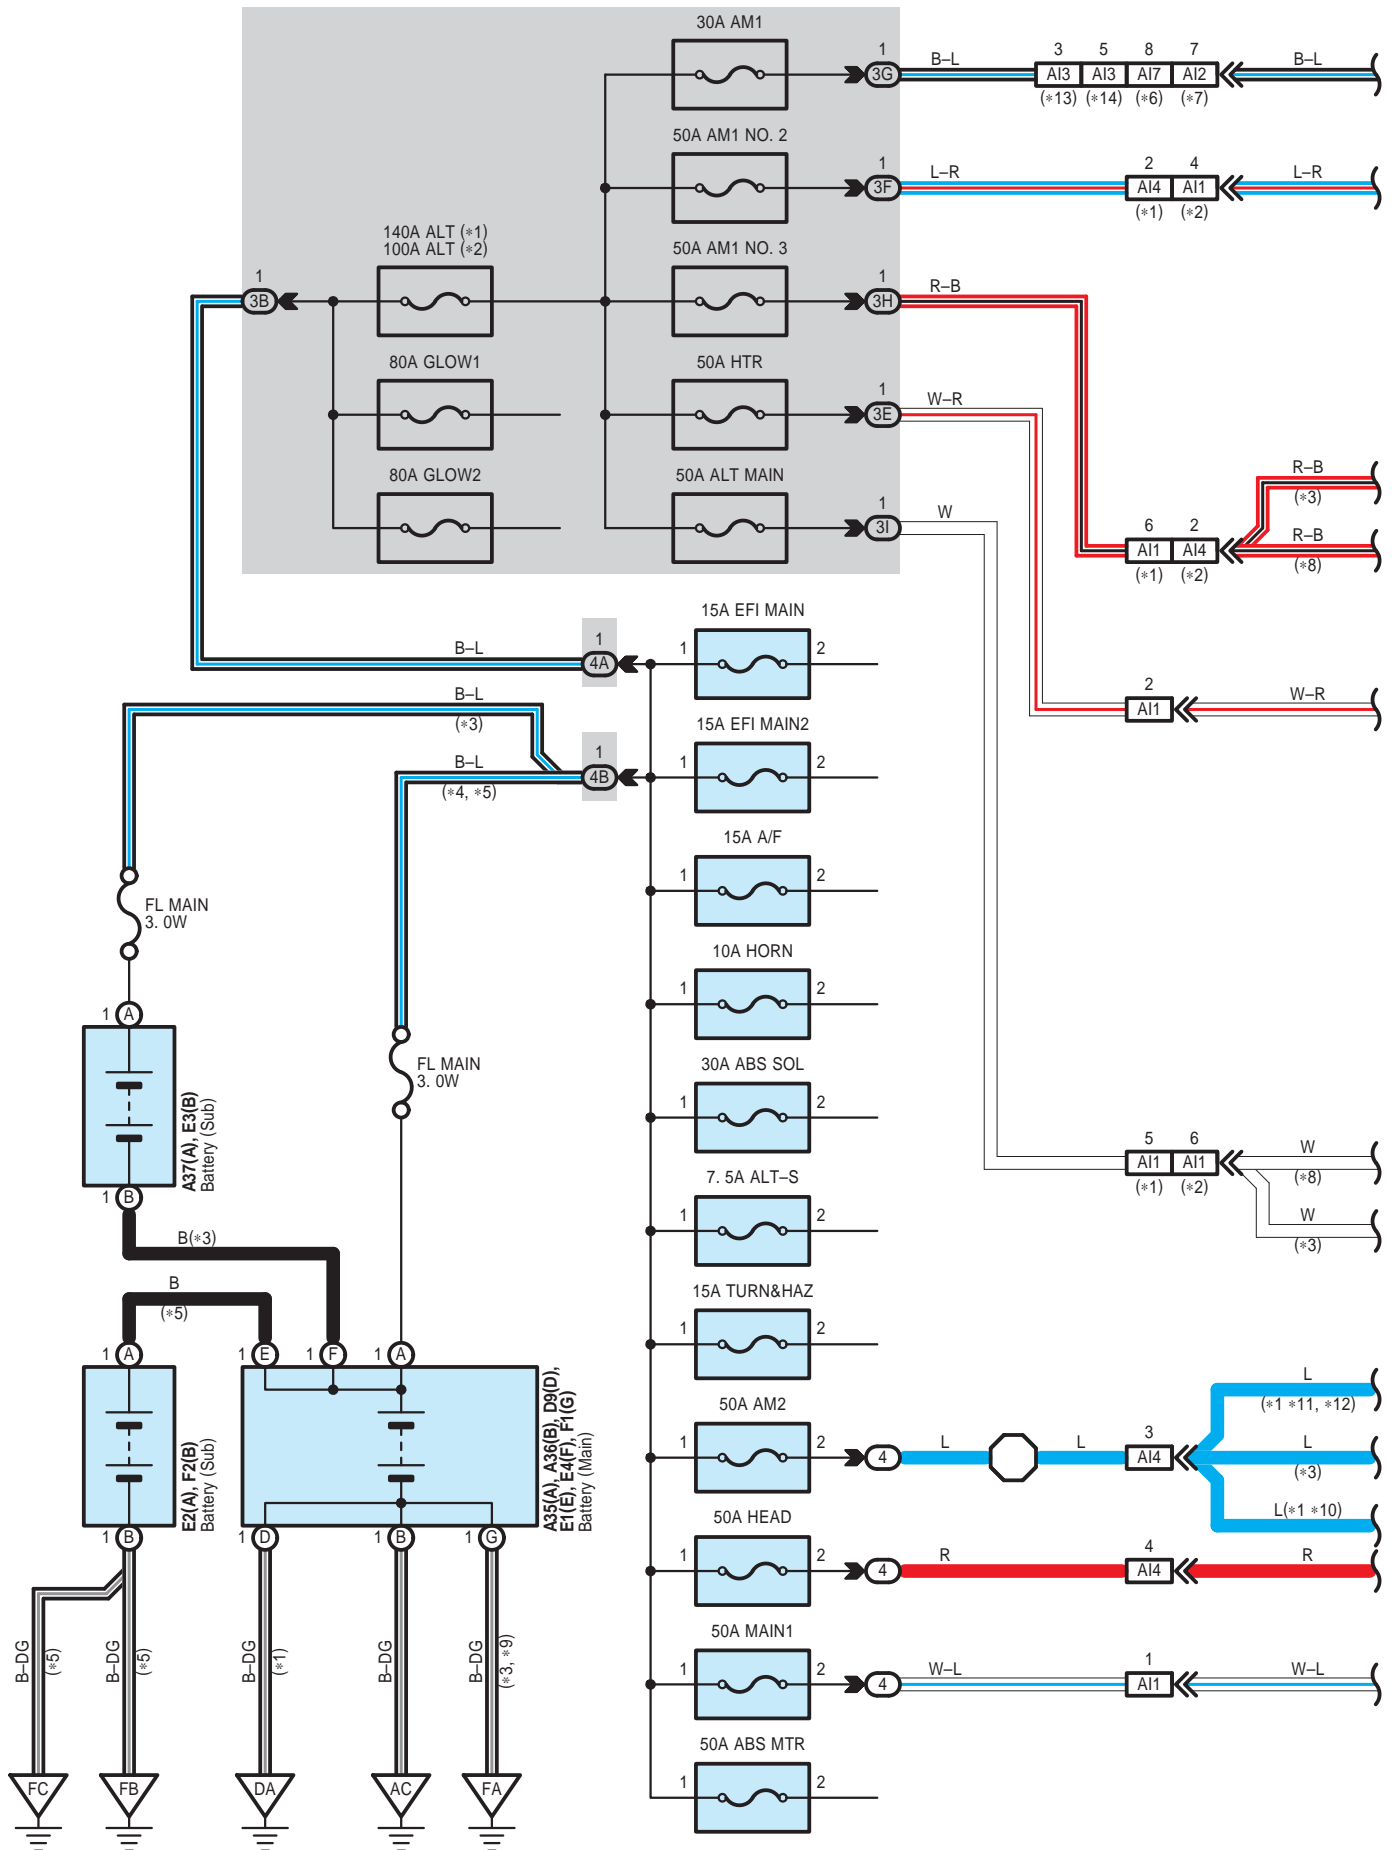 30A AM1
1
3G
B–L
3 5 8 7
AI3 AI3 AI7 AI2
(*13) (*14) (*6) (*7)
B–L
50A AM1 NO. 2
1
3F
L–R
2 4
AI4 AI1
(*1) (*2)
L–R
140A ALT (*1)
100A ALT (*2)
50A AM1 NO. 3
1
3B
1
3H
R–B
80A GLOW1
50A HTR
1
3E
W–R
80A GLOW2
50A ALT MAIN
1
3I
W
R–B
(*3)
6 2
AI1 AI4
(*1) (*2)
R–B
(*8)
15A EFI MAIN
B–L
1
4A
1 2
B–L
(*3)
2
AI1
W–R
15A EFI MAIN2
B–L
(*4, *5)
1
4B
1 2
15A A/F
1 2
FL MAIN
3. 0W
10A HORN
1 2
1 A
FL MAIN
3. 0W
30A ABS SOL
1 2
A37(A), E3(B)
Battery (Sub)
1 B
7. 5A ALT–S
1 2
5 6
AI1 AI1
(*1) (*2)
W
(*8)
W
(*3)
B(*3)
B
(*5)
15A TURN&HAZ
1 2
1 A
1 E
1 F
1 A
E2(A), F2(B)
Battery (Sub)
A35(A), A36(B), D9(D),
E1(E), E4(F), F1(G)
Battery (Main)
50A AM2
1 2
4
L
L
3
AI4
L
(*1 *11, *12)
L
(*3)
L(*1 *10)
1 B
1 D
1 B
1 G
50A HEAD
1 2
4
R
4
AI4
R
B–DG
(*5)
B–DG
(*5)
B–DG
(*1)
B–DG
B–DG
(*3, *9)
50A MAIN1
1 2
4
W–L
1
AI1
W–L
50A ABS MTR
1 2
FC
FB
DA
AC
FA